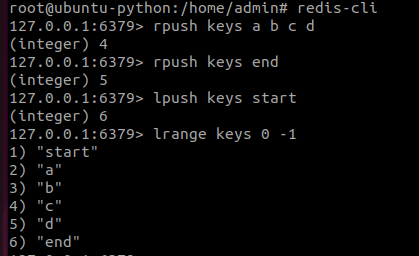 root@ubuntu-python:/home/admin# redis-cli
127.0.0.1:6379> rpush keys a b c d
(integer) 4
127.0.0.1:6379> rpush keys end
(integer) 5
127.0.0.1:6379> lpush keys start
(integer) 6
127.0.0.1:6379> lrange keys 0 -1
1) "start"
2) "a"
3) "b"
4) "c"
5) "d"
6) "end"